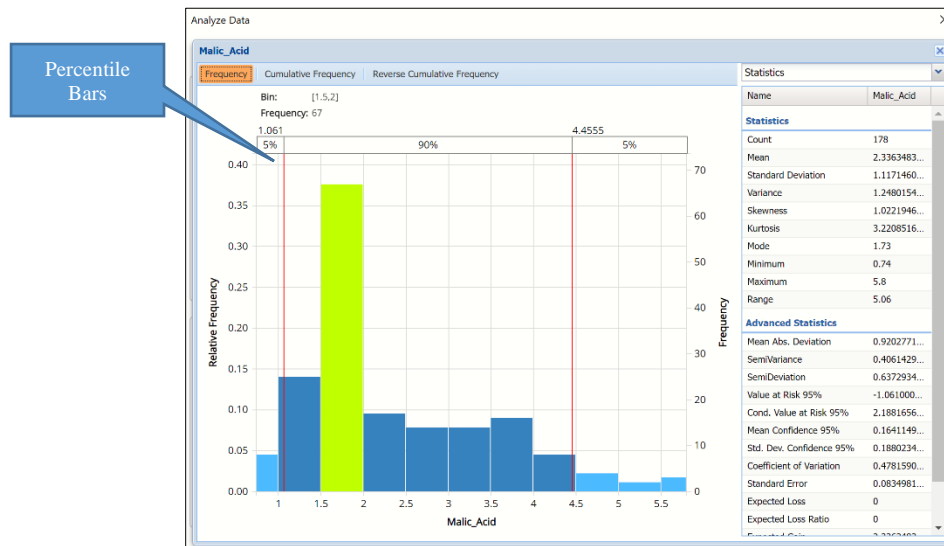 Analyze Data
Percentile
Bars
Malic_Acid
Frequency Cumulative Frequency Reverse Cumulative Frequency
Bin: [1.5,2]
Frequency: 67
1.061 4.4555
5% 90% 5%
0.40
0.35
0.30
0.25
0.20
0.15
0.10
0.05
0.00
Relative Frequency
70
60
50
40
30
20
10
0
Frequency
1 1.5 2 2.5 3 3.5 4 4.5 5 5.5
Malic_Acid
Statistics
Name Malic_Acid
Statistics
Count 178
Mean 2.3363483...
Standard Deviation 1.1171460...
Variance 1.2480154...
Skewness 1.0221946...
Kurtosis 3.2208516...
Mode 1.73
Minimum 0.74
Maximum 5.8
Range 5.06
Advanced Statistics
Mean Abs. Deviation 0.9202771...
SemiVariance 0.4061429...
SemiDeviation 0.6372934...
Value at Risk 95% -1.061000...
Cond. Value at Risk 95% 2.1881656...
Mean Confidence 95% 0.1641149...
Std. Dev. Confidence 95% 0.1880234...
Coefficient of Variation 0.4781590...
Standard Error 0.0834981...
Expected Loss 0
Expected Loss Ratio 0